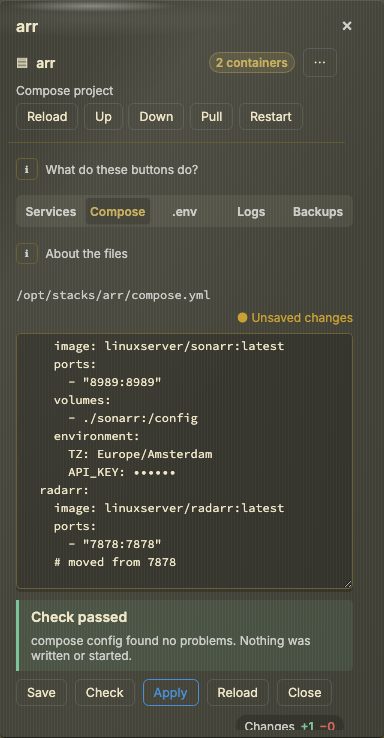 arr
arr
2 containers
...
Compose project
Reload Up Down Pull Restart
i What do these buttons do?
Services Compose .env Logs Backups
i About the files
/opt/stacks/arr/compose.yml
Unsaved changes
image: linuxserver/sonarr:latest
ports:
- "8989:8989"
volumes:
- ./sonarr:/config
environment:
TZ: Europe/Amsterdam
API_KEY: ••••••
radarr:
image: linuxserver/radarr:latest
ports:
- "7878:7878"
# moved from 7878
Check passed
compose config found no problems. Nothing was
written or started.
Save Check Apply Reload Close
Changes +1 −0